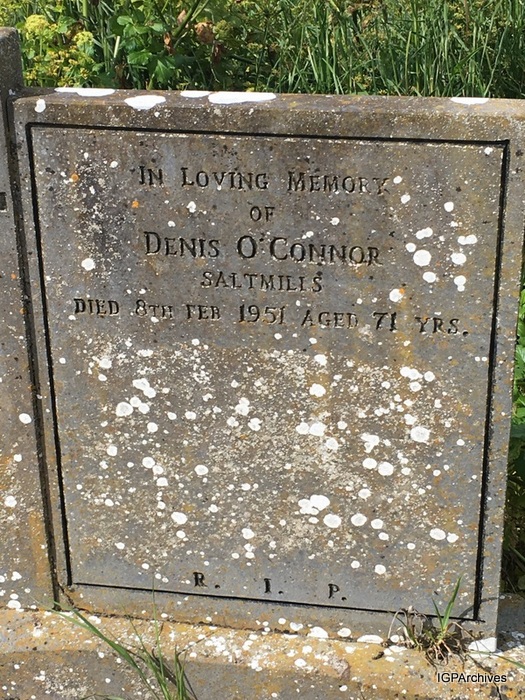 IN LOVING MEMORY
OF
DENIS O'CONNOR
SALTMILLS
DIED 8TH FEB 1951 AGED 71 YRS.
R. I. P.
IGPArchives